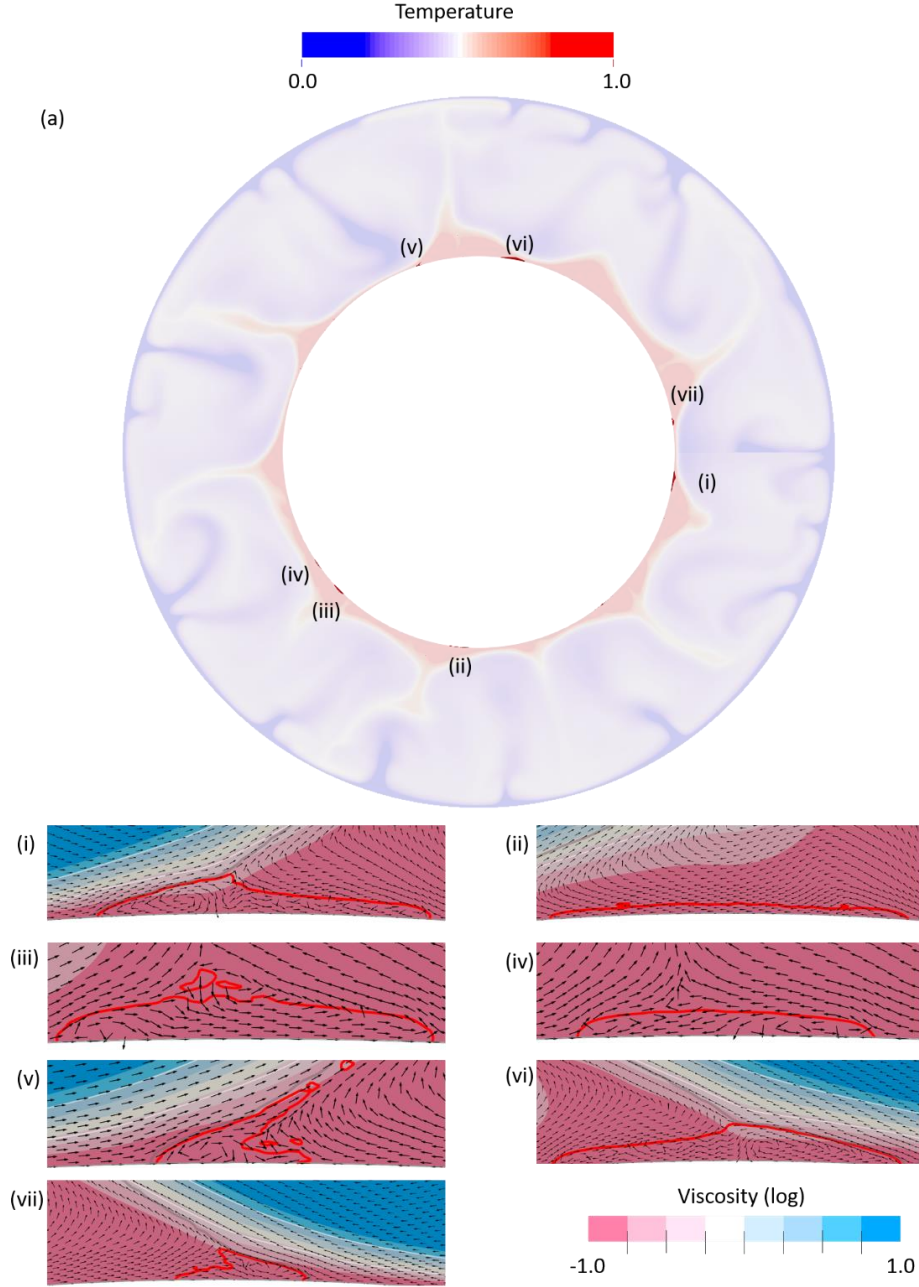 Temperature
0.0 1.0
(a)
(v) (vi)
(vii)
(i)
(iv)
(iii)
(ii)
(i) (ii)
(iii) (iv)
(v) (vi)
(vii) Viscosity (log)
-1.0 1.0